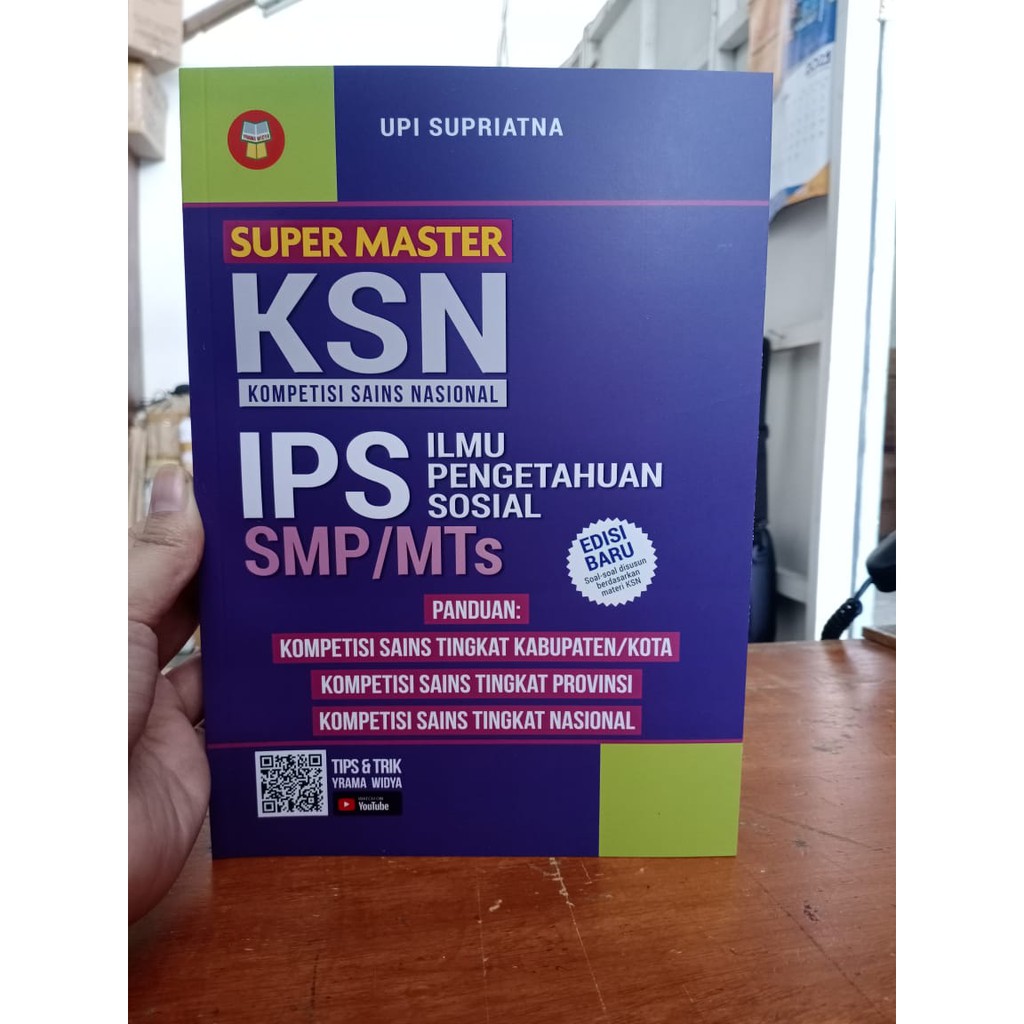 UPI SUPRIATNA
YRAMA WIDYA
SUPER MASTER
KSN
KOMPETISI SAINS NASIONAL
IPS
ILMU
PENGETAHUAN
SOSIAL
SMP/MTs
EDISI
BARU
Soal-soal disusun
berdasarkan
materi KSN
PANDUAN:
KOMPETISI SAINS TINGKAT KABUPATEN/KOTA
KOMPETISI SAINS TINGKAT PROVINSI
KOMPETISI SAINS TINGKAT NASIONAL
TIPS & TRIK
YRAMA WIDYA
YouTube